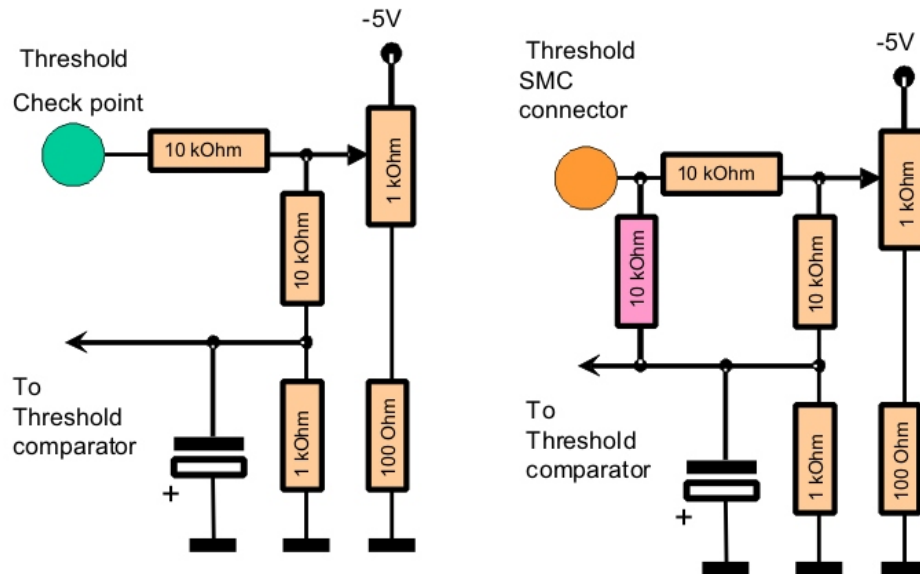 -5V
Threshold
Check point
10 kOhm
1 kOhm
10 kOhm
To
Threshold
comparator
1 kOhm
100 Ohm
+
-5V
Threshold
SMC
connector
10 kOhm
1 kOhm
10 kOhm
10 kOhm
To
Threshold
comparator
1 kOhm
100 Ohm
+